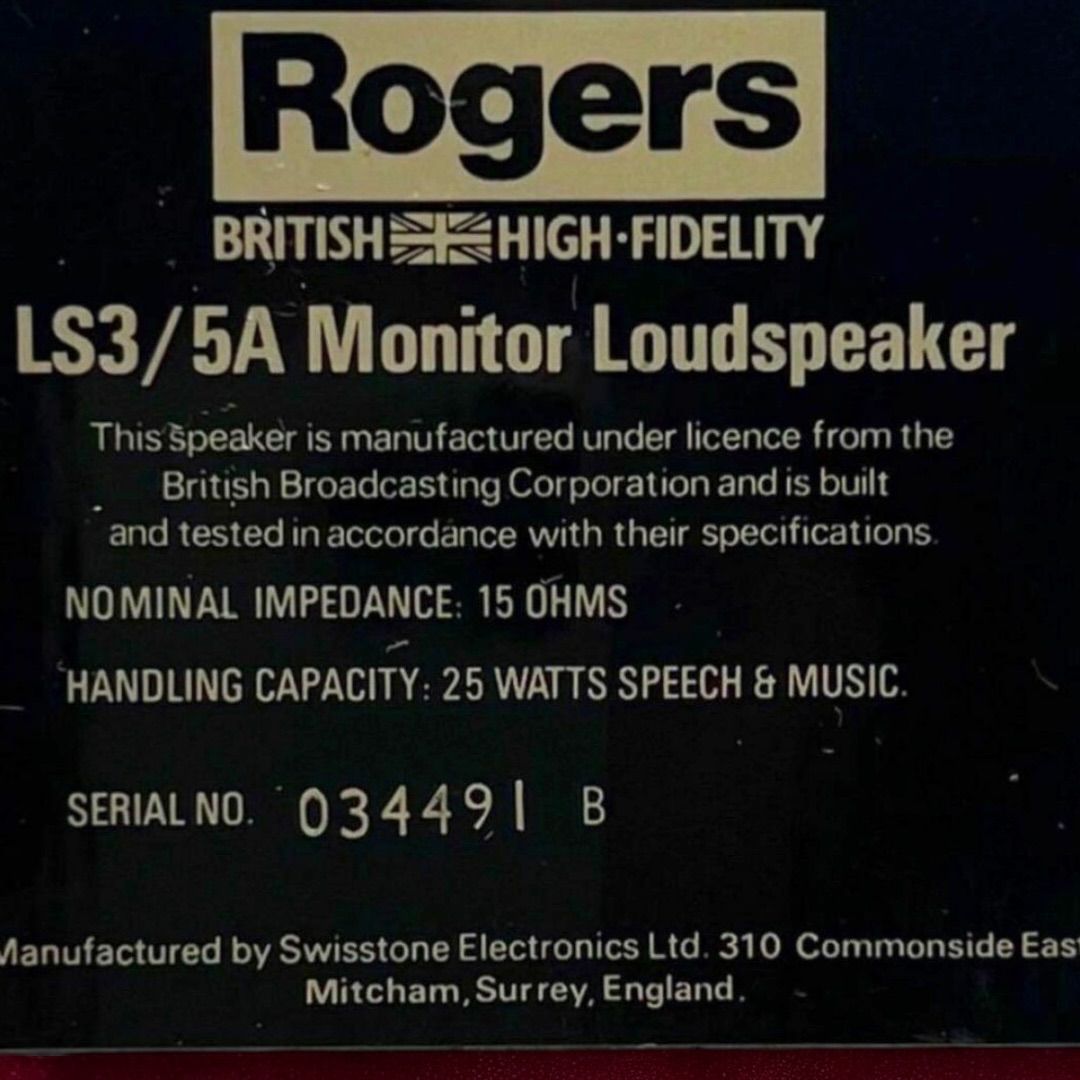 Rogers
BRITISH HIGH·FIDELITY
LS3/5A Monitor Loudspeaker
This speaker is manufactured under licence from the
British Broadcasting Corporation and is built
and tested in accordance with their specifications.
NOMINAL IMPEDANCE: 15 OHMS
HANDLING CAPACITY: 25 WATTS SPEECH & MUSIC.
SERIAL NO. 034491 B
Manufactured by Swisstone Electronics Ltd. 310 Commonside East
Mitcham, Surrey, England.